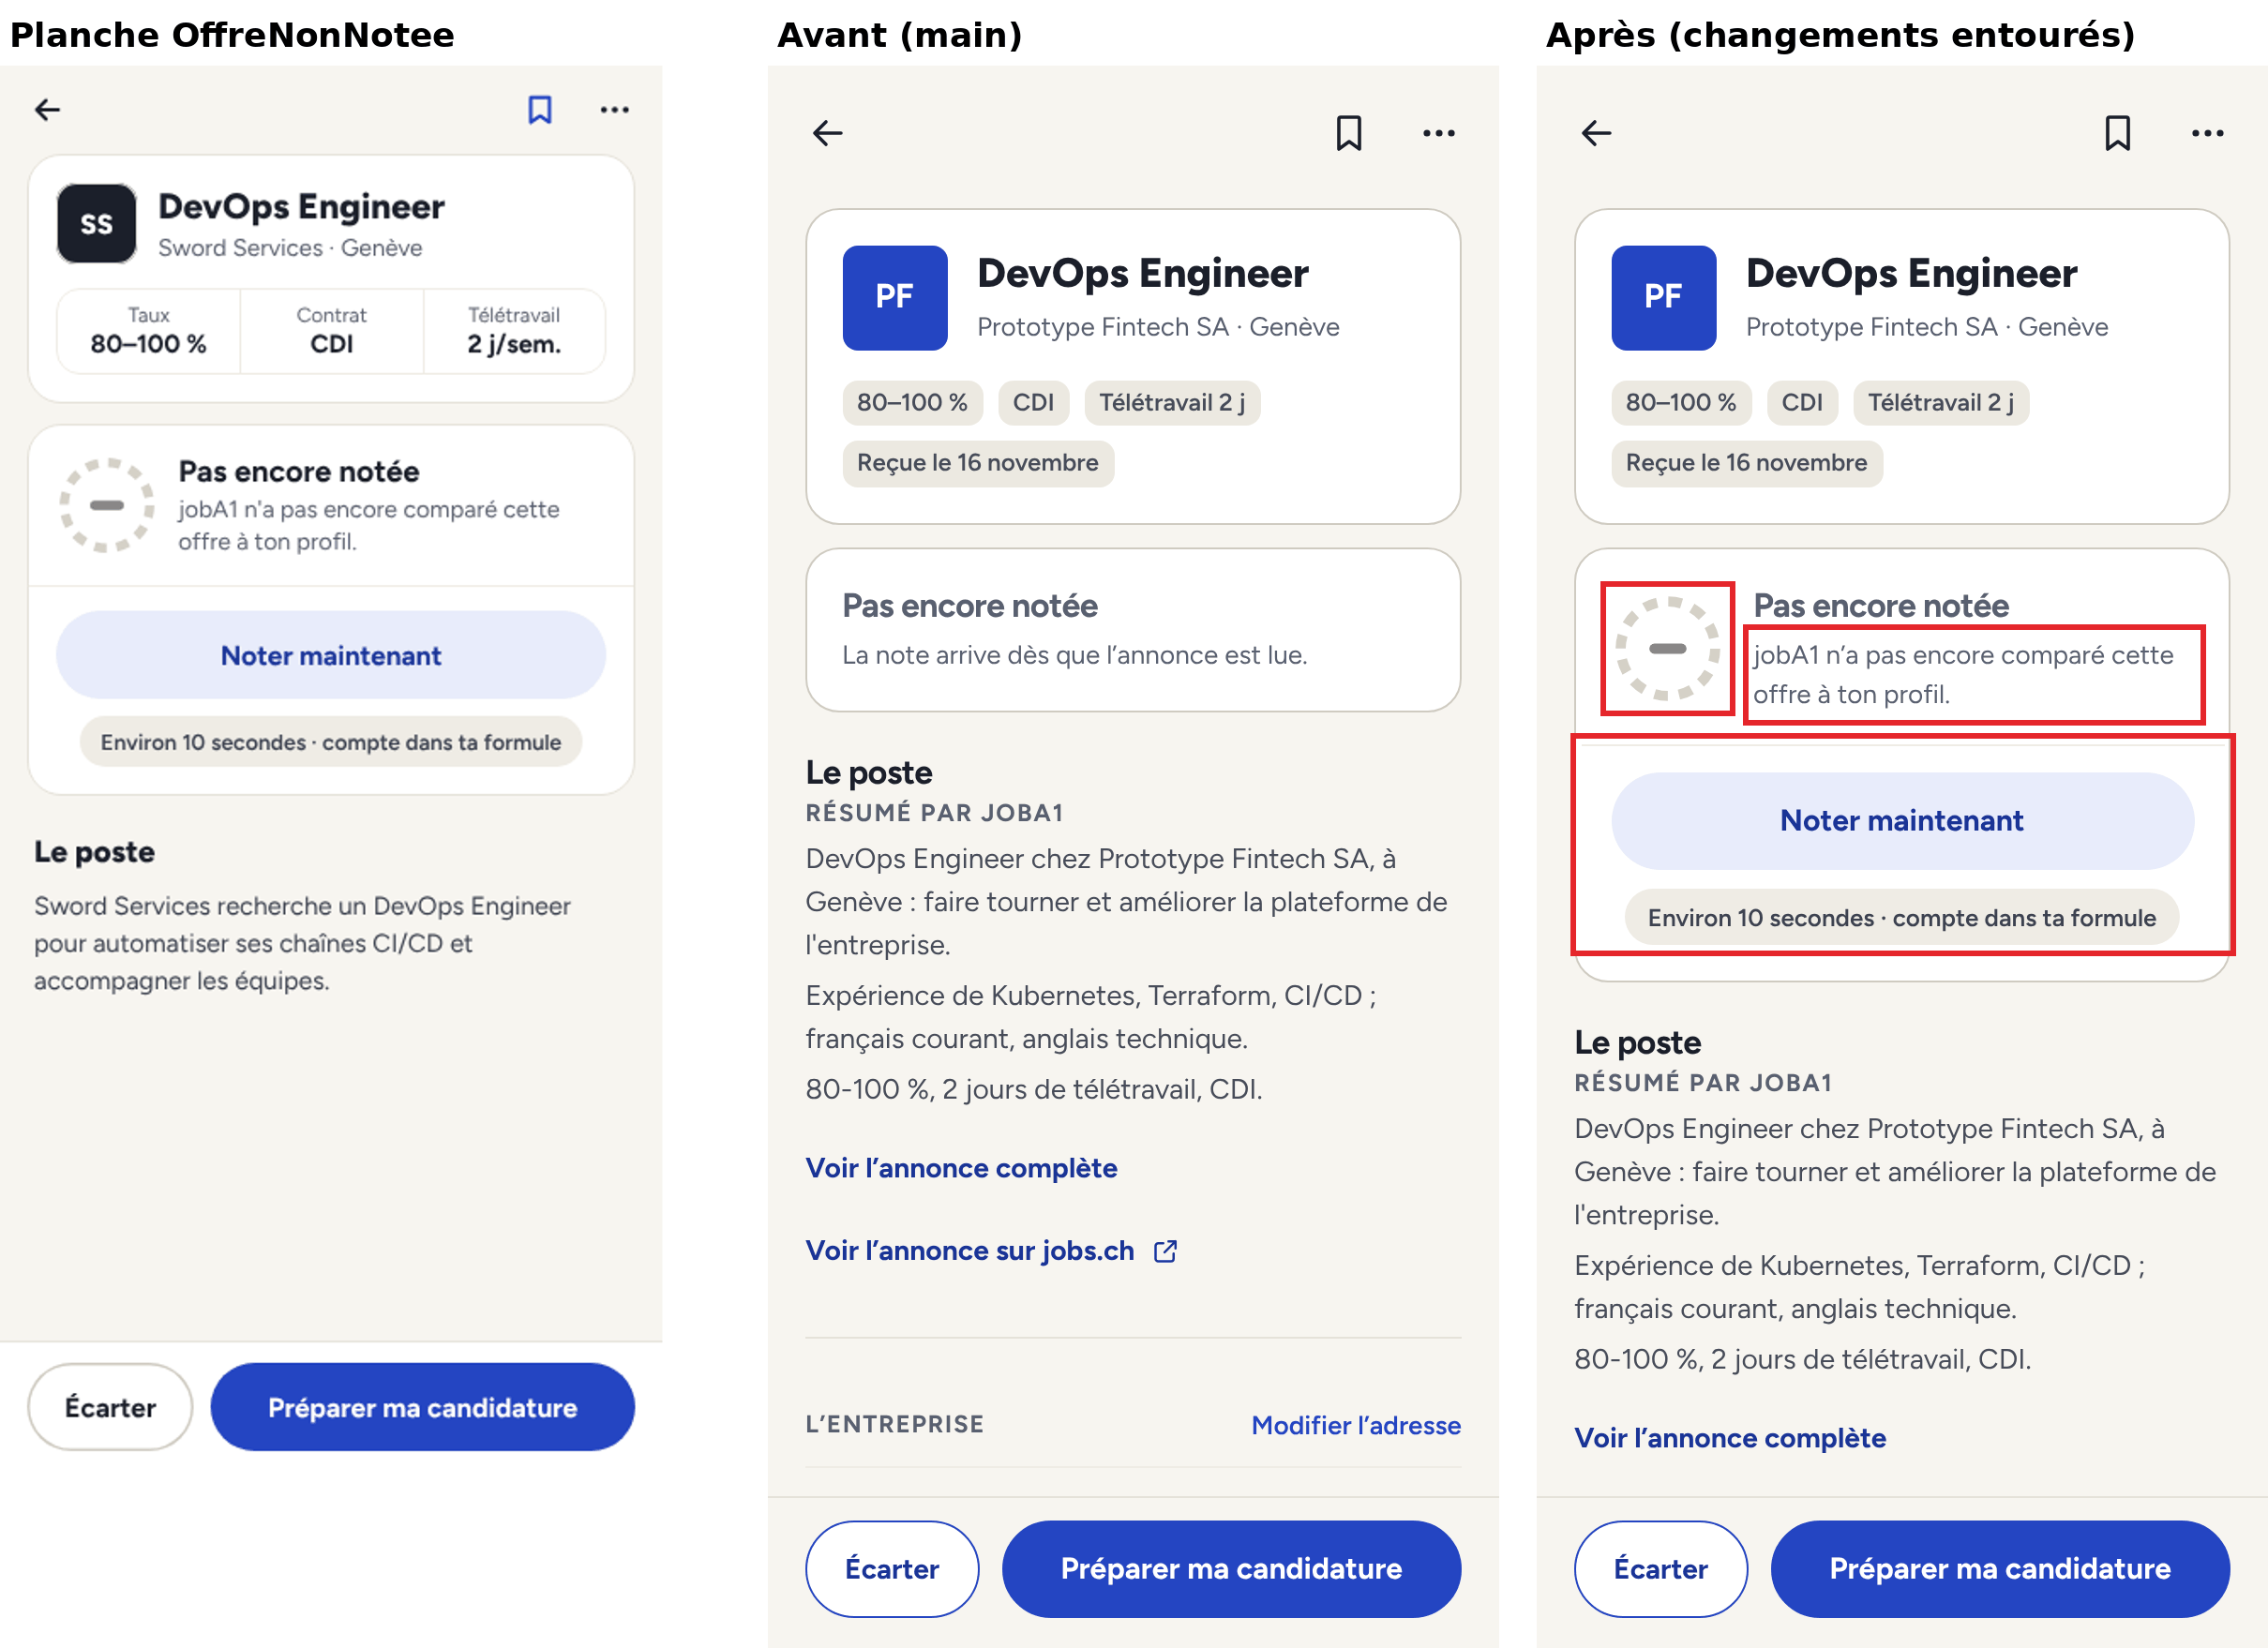 Planche OffreNonNotee
SS
DevOps Engineer
Sword Services · Genève
Taux
80–100 %
Contrat
CDI
Télétravail
2 j/sem.
Pas encore notée
jobA1 n'a pas encore comparé cette
offre à ton profil.
Noter maintenant
Environ 10 secondes · compte dans ta formule
Le poste
Sword Services recherche un DevOps Engineer
pour automatiser ses chaînes CI/CD et
accompagner les équipes.
Écarter
Préparer ma candidature
Avant (main)
PF
DevOps Engineer
Prototype Fintech SA · Genève
80–100 %
CDI
Télétravail 2 j
Reçue le 16 novembre
Pas encore notée
La note arrive dès que l’annonce est lue.
Le poste
RÉSUMÉ PAR JOBA1
DevOps Engineer chez Prototype Fintech SA, à
Genève : faire tourner et améliorer la plateforme de
l'entreprise.
Expérience de Kubernetes, Terraform, CI/CD ;
français courant, anglais technique.
80-100 %, 2 jours de télétravail, CDI.
Voir l’annonce complète
Voir l’annonce sur jobs.ch
L’ENTREPRISE
Modifier l’adresse
Écarter
Préparer ma candidature
Après (changements entourés)
PF
DevOps Engineer
Prototype Fintech SA · Genève
80–100 %
CDI
Télétravail 2 j
Reçue le 16 novembre
Pas encore notée
jobA1 n’a pas encore comparé cette
offre à ton profil.
Noter maintenant
Environ 10 secondes · compte dans ta formule
Le poste
RÉSUMÉ PAR JOBA1
DevOps Engineer chez Prototype Fintech SA, à
Genève : faire tourner et améliorer la plateforme de
l'entreprise.
Expérience de Kubernetes, Terraform, CI/CD ;
français courant, anglais technique.
80-100 %, 2 jours de télétravail, CDI.
Voir l’annonce complète
Écarter
Préparer ma candidature